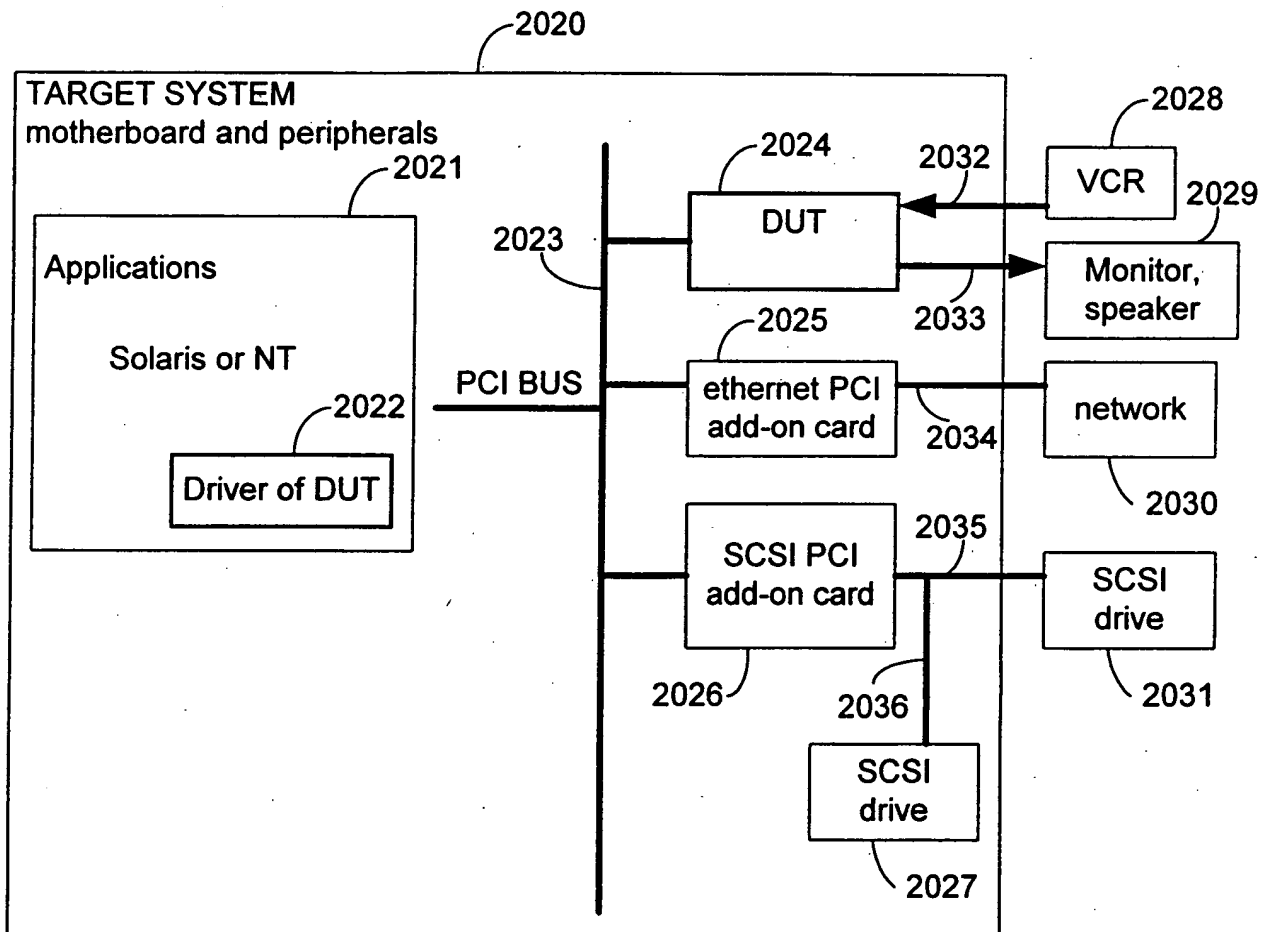 2020
TARGET SYSTEM
motherboard and peripherals
2021
Applications
Solaris or NT
2022
Driver of DUT
PCI BUS
2023
2024
DUT
2032
2028
VCR
2029
Monitor,
speaker
2033
2025
ethernet PCI
add-on card
2034
network
2030
SCSI PCI
add-on card
2035
2026
2036
SCSI
drive
2031
SCSI
drive
2027